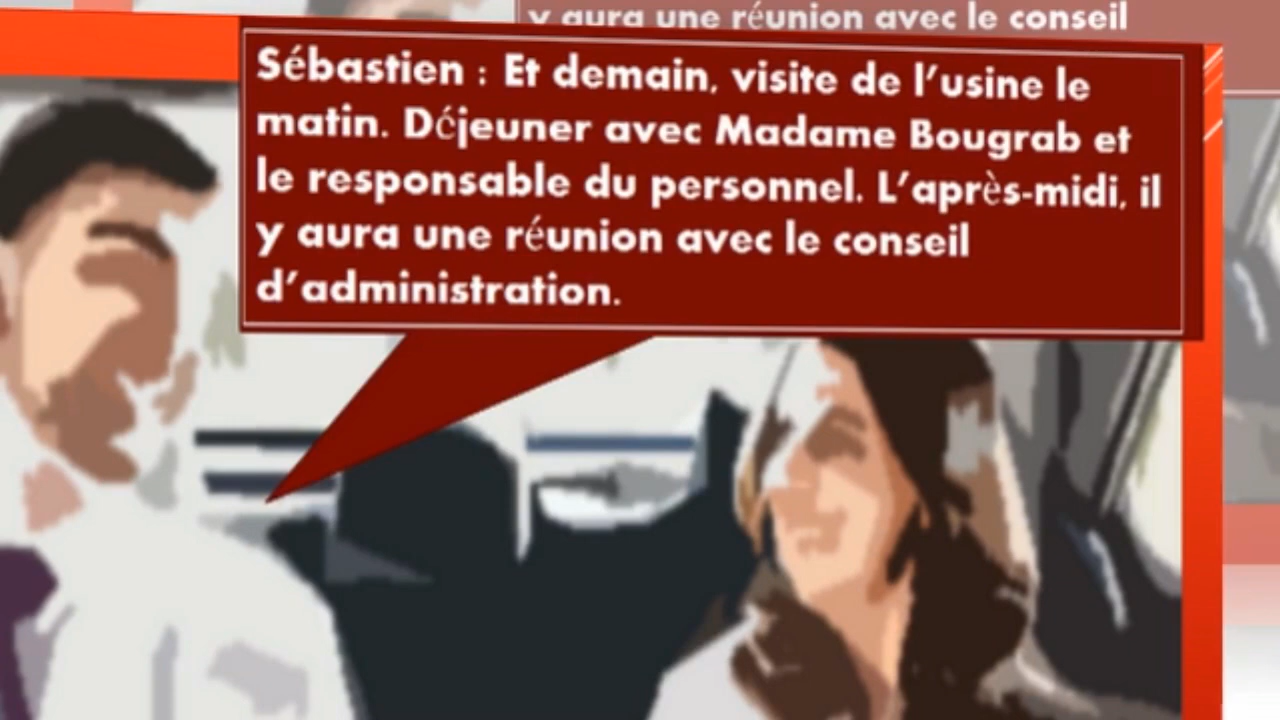 y aura une réunion avec le conseil
Sébastien : Et demain, visite de l'usine le
matin. Déjeuner avec Madame Bougrab et
le responsable du personnel. L'après-midi, il
y aura une réunion avec le conseil
d'administration.